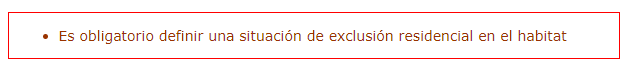 • Es obligatorio definir una situación de exclusión residencial en el habitat